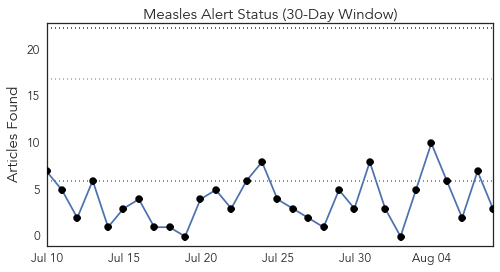 Measles Alert Status (30-Day Window)
Articles Found
20
15
10
5
0
Jul 10 Jul 15 Jul 20 Jul 25 Jul 30 Aug 04